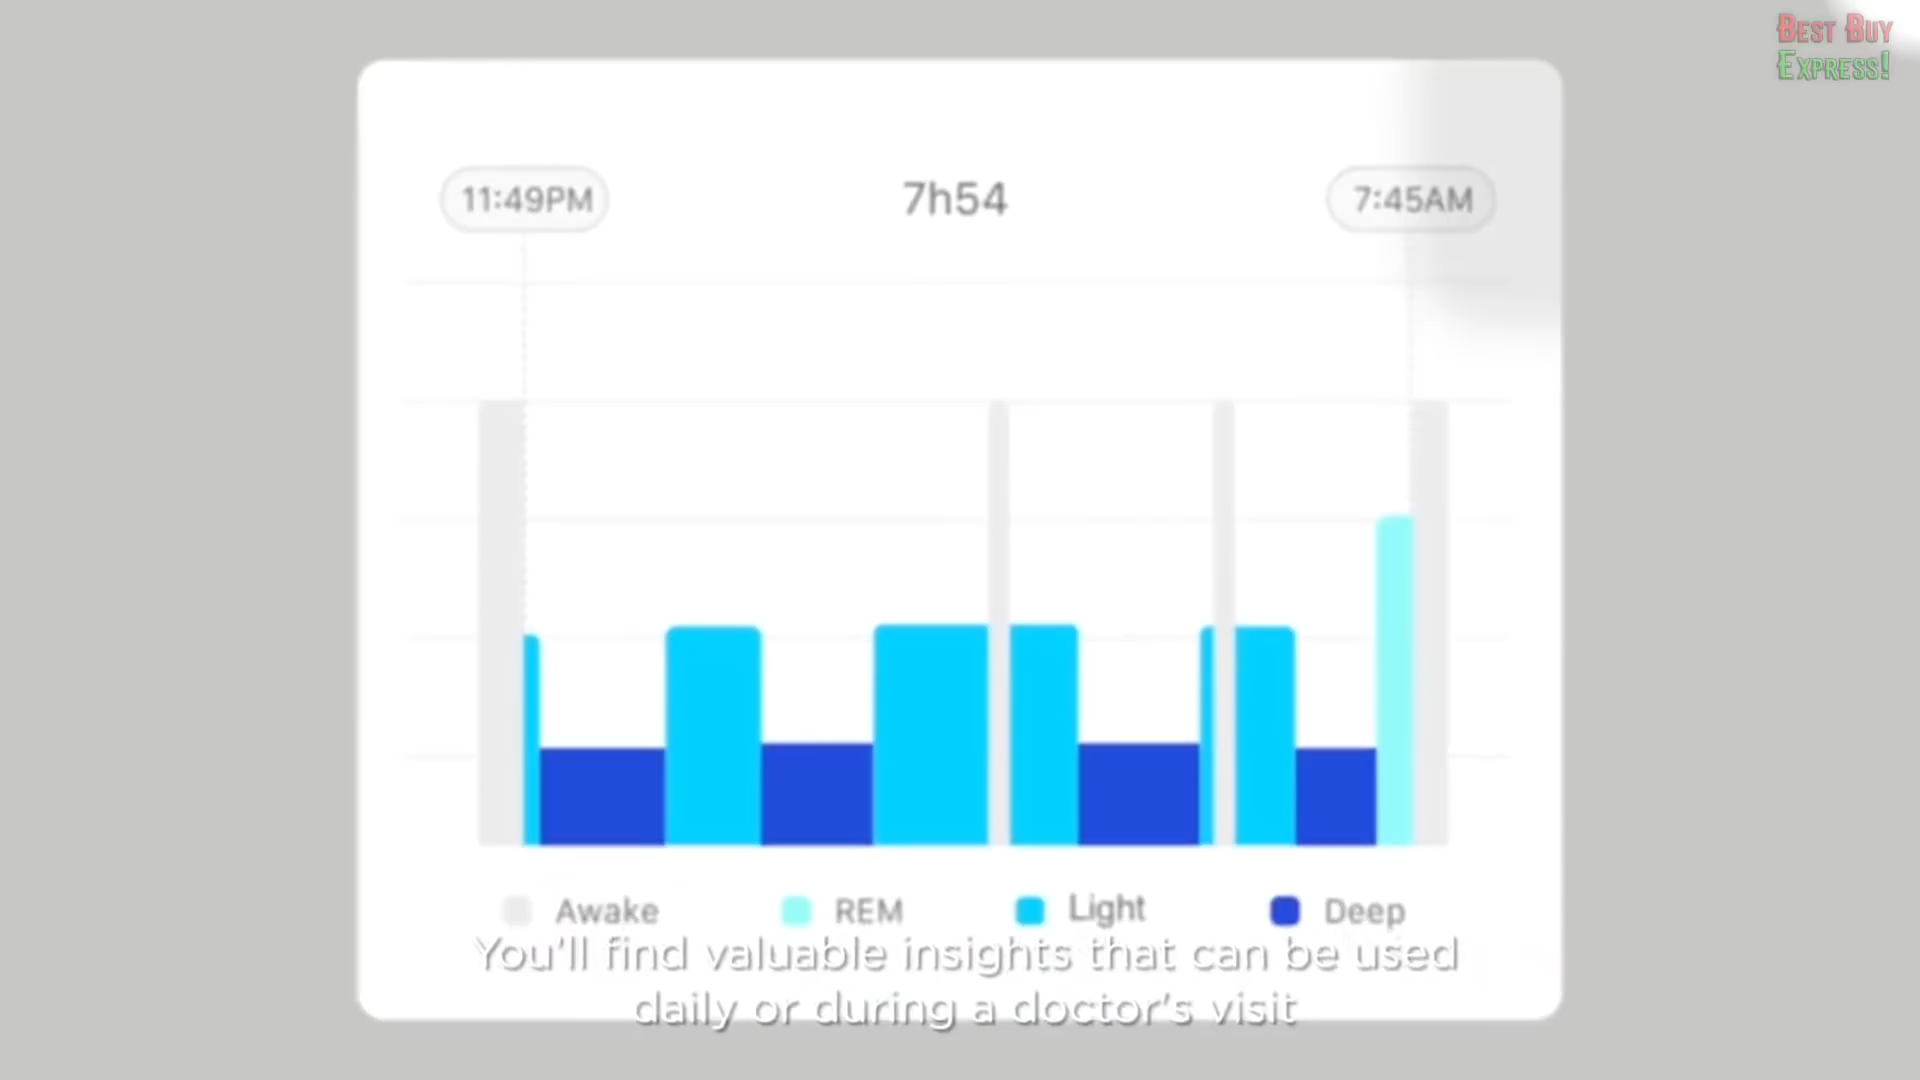 BEST BUY
EXPRESS!
11:49PM 7h54 7:45AM
Awake REM Light Deep
You'll find valuable insights that can be used
daily or during a doctor's visit